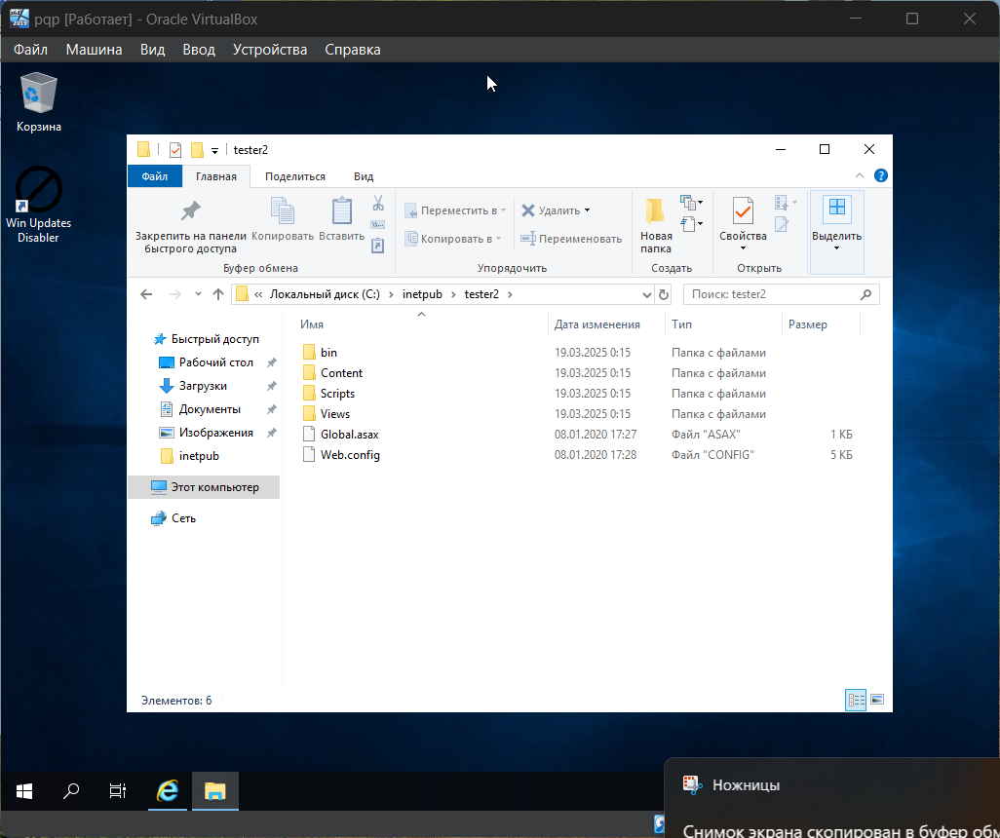 pqp [Работает] - Oracle VirtualBox
Файл Машина Вид Ввод Устройства Справка
Корзина
Win Updates
Disabler
tester2
Файл Главная Поделиться Вид
Закрепить на панели
быстрого доступа
Копировать
Вставить
Буфер обмена
Переместить в
Копировать в
Удалить
Переименовать
Упорядочить
Новая
папка
Создать
Свойства
Открыть
Выделить
« Локальный диск (C:) › inetpub › tester2 ›
Поиск: tester2
Быстрый доступ
Рабочий стол
Загрузки
Документы
Изображения
inetpub
Этот компьютер
Сеть
Имя Дата изменения Тип Размер
bin 19.03.2025 0:15 Папка с файлами
Content 19.03.2025 0:15 Папка с файлами
Scripts 19.03.2025 0:15 Папка с файлами
Views 19.03.2025 0:15 Папка с файлами
Global.asax 08.01.2020 17:27 Файл "ASAX" 1 КБ
Web.config 08.01.2020 17:28 Файл "CONFIG" 5 КБ
Элементов: 6
Ножницы
Снимок экрана скопирован в буфер обм